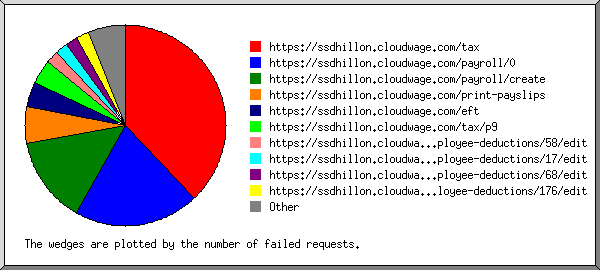 https://ssdhillon.cloudwage.com/tax
https://ssdhillon.cloudwage.com/payroll/0
https://ssdhillon.cloudwage.com/payroll/create
https://ssdhillon.cloudwage.com/print-payslips
https://ssdhillon.cloudwage.com/eft
https://ssdhillon.cloudwage.com/tax/p9
https://ssdhillon.cloudwa...ployee-deductions/58/edit
https://ssdhillon.cloudwa...ployee-deductions/17/edit
https://ssdhillon.cloudwa...ployee-deductions/68/edit
https://ssdhillon.cloudwa...loyee-deductions/176/edit
Other
The wedges are plotted by the number of failed requests.